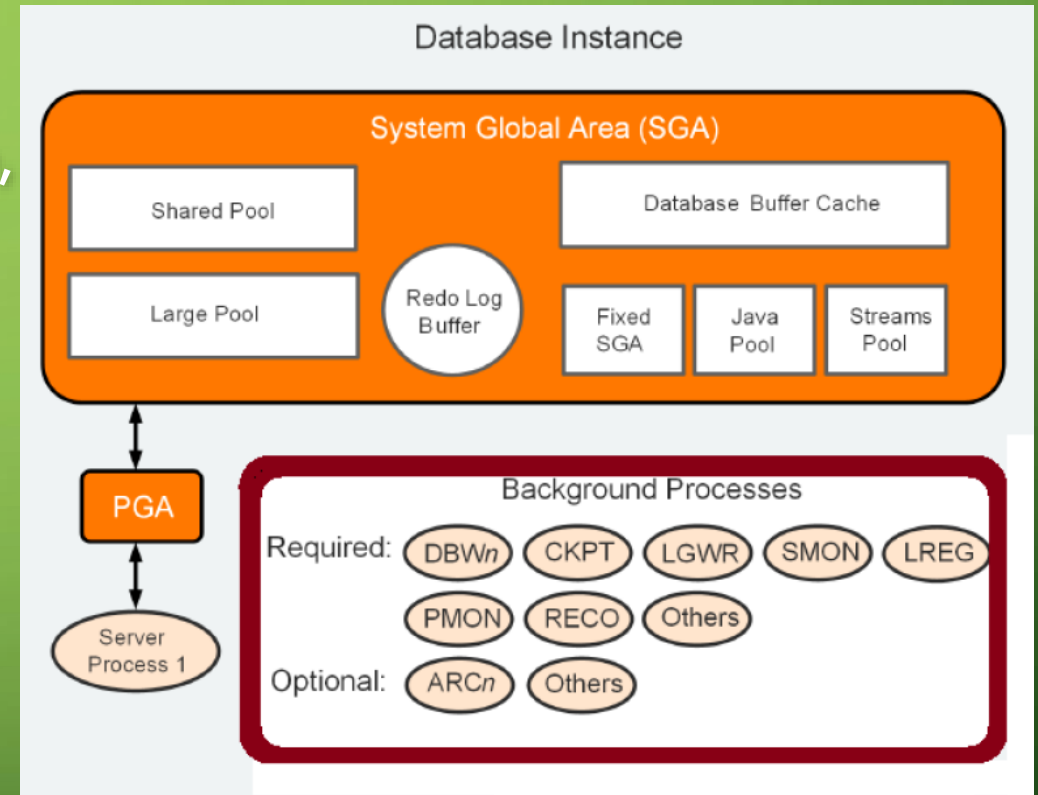 Database Instance
System Global Area (SGA)
Shared Pool
Database Buffer Cache
Large Pool
Redo Log
Buffer
Fixed
SGA
Java
Pool
Streams
Pool
PGA
Server
Process 1
Background Processes
Required: DBWn CKPT LGWR SMON LREG
PMON RECO Others
Optional: ARCn Others